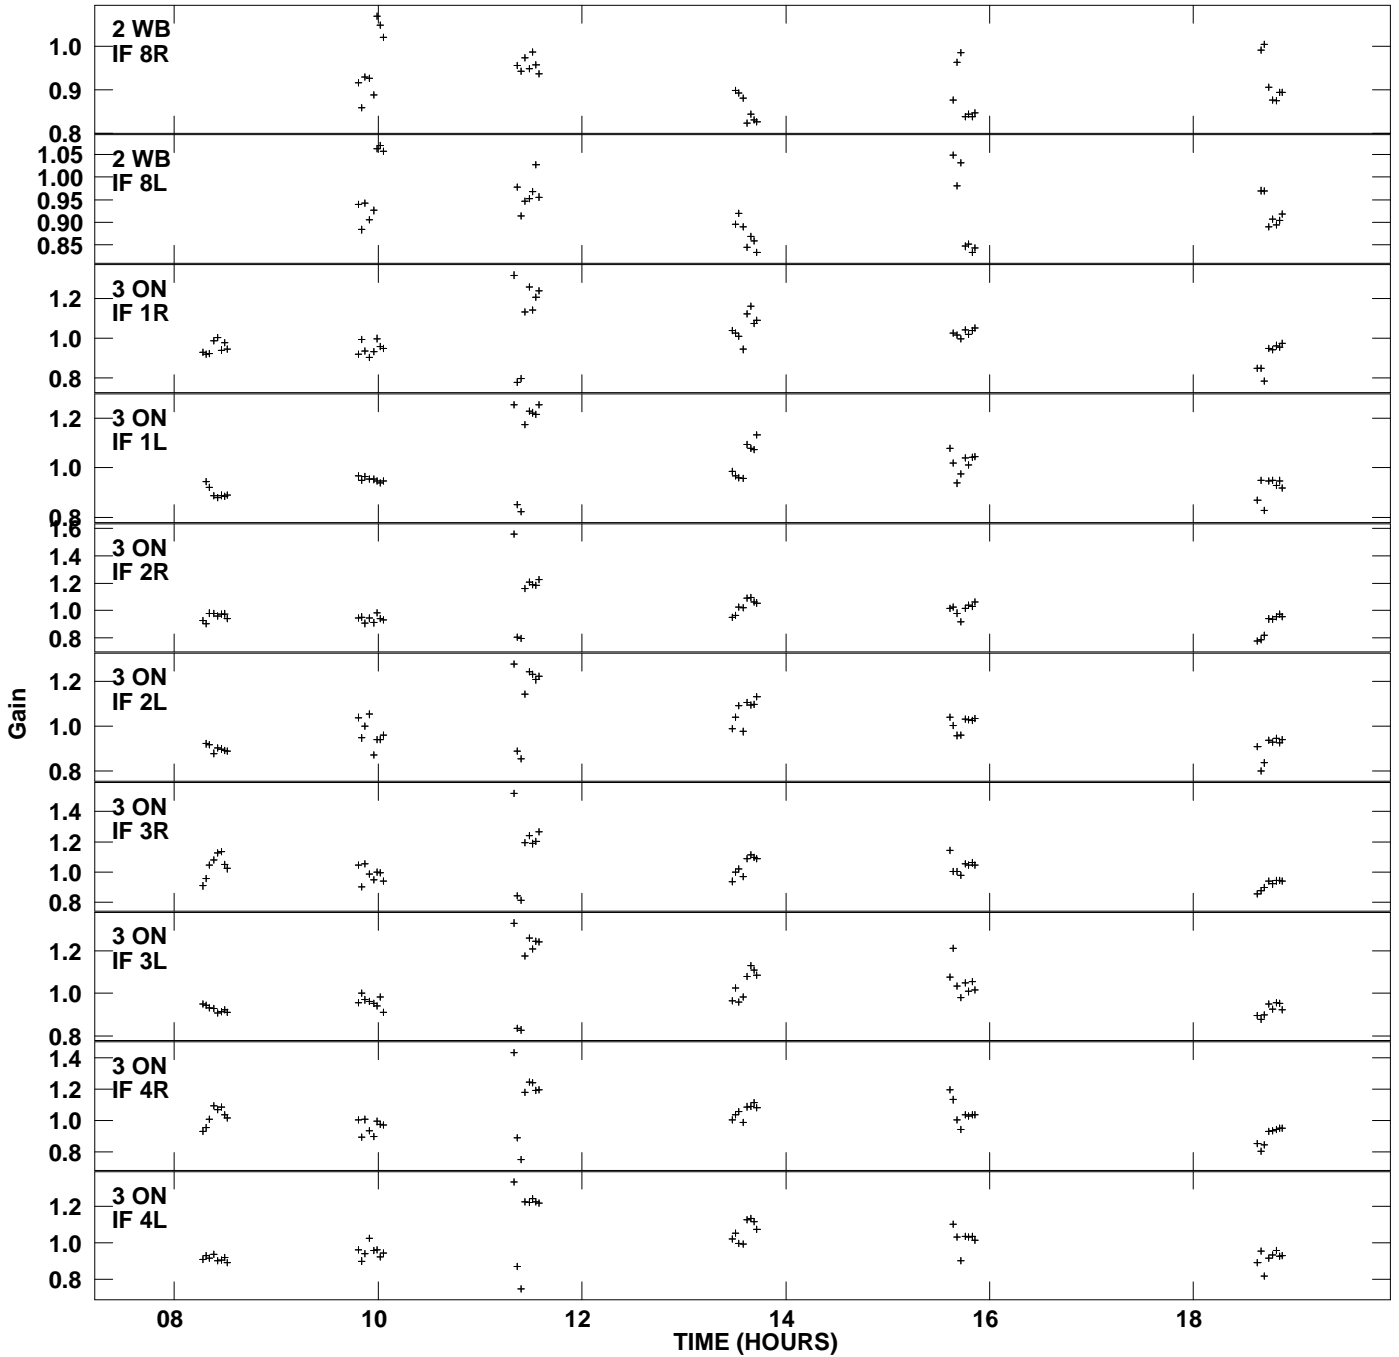 2 WB
IF 8R
1.0
0.9
0.8
2 WB
IF 8L
1.05
1.00
0.95
0.90
0.85
3 ON
IF 1R
1.2
1.0
0.8
3 ON
IF 1L
1.2
1.0
0.8
3 ON
IF 2R
1.6
1.4
1.2
1.0
0.8
3 ON
IF 2L
1.2
1.0
0.8
3 ON
IF 3R
1.4
1.2
1.0
0.8
3 ON
IF 3L
1.2
1.0
0.8
3 ON
IF 4R
1.4
1.2
1.0
0.8
3 ON
IF 4L
1.2
1.0
0.8
Gain
08 10 12 14 16 18
TIME (HOURS)